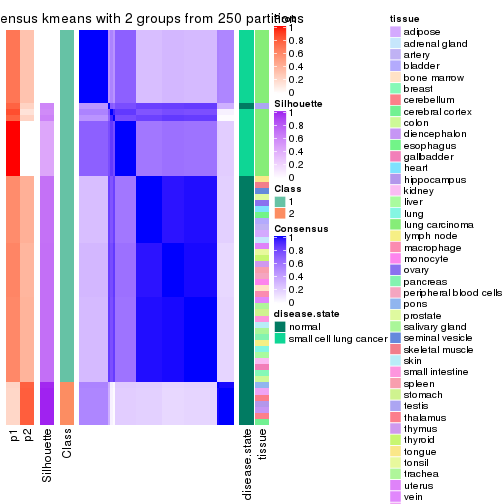 ensus kmeans with 2 groups from 250 partitions
1
0.8
0.6
0.4
0.2
0
Silhouette
1
0.8
0.6
0.4
0.2
0
Class
1
2
Consensus
1
0.8
0.6
0.4
0.2
0
disease.state
normal
small cell lung cancer
tissue
adipose
adrenal gland
artery
bladder
bone marrow
breast
cerebellum
cerebral cortex
colon
diencephalon
esophagus
gallbadder
heart
hippocampus
kidney
liver
lung
lung carcinoma
lymph node
macrophage
monocyte
ovary
pancreas
peripheral blood cells
pons
prostate
salivary gland
seminal vesicle
skeletal muscle
skin
small intestine
spleen
stomach
testis
thalamus
thymus
thyroid
tongue
tonsil
trachea
uterus
vein
p1
p2
Silhouette
Class
disease.state
tissue